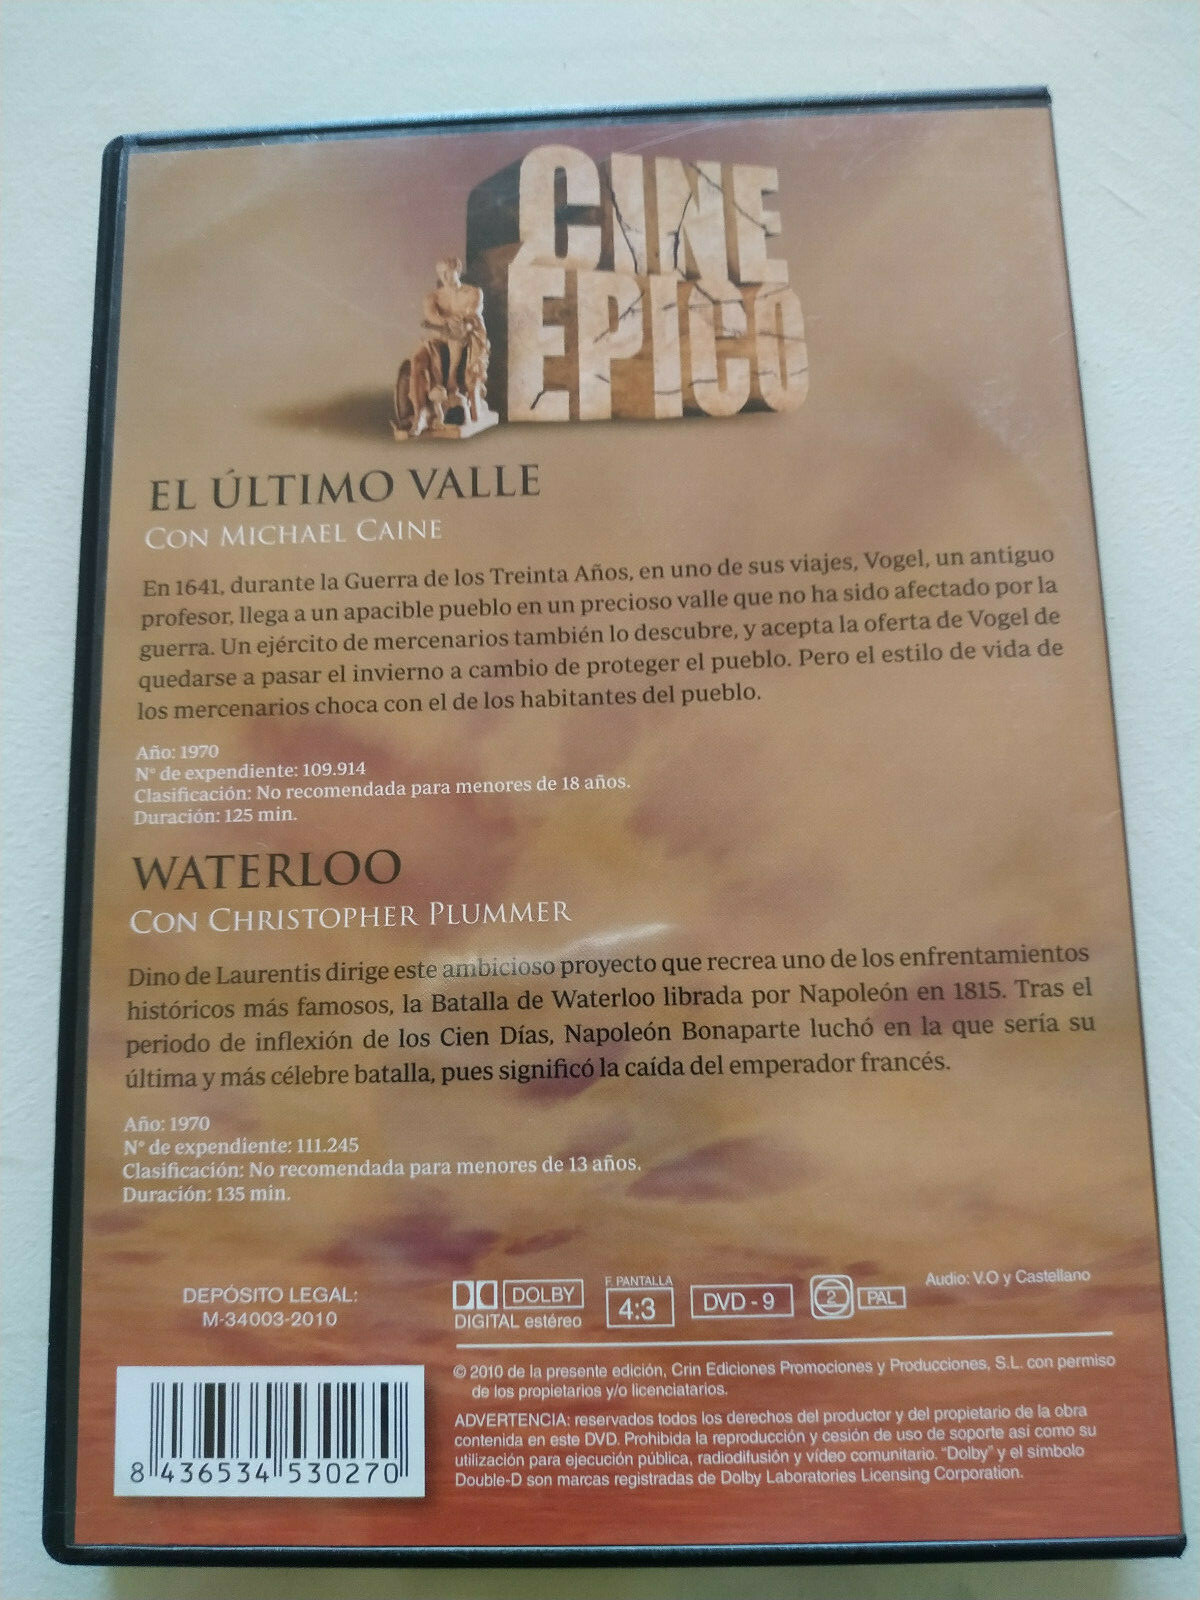 CINE
EPICO
EL ÚLTIMO VALLE
CON MICHAEL CAINE
En 1641, durante la Guerra de los Treinta Años, en uno de sus viajes, Vogel, un antiguo
profesor, llega a un apacible pueblo en un precioso valle que no ha sido afectado por la
guerra. Un ejército de mercenarios también lo descubre, y acepta la oferta de Vogel de
quedarse a pasar el invierno a cambio de proteger el pueblo. Pero el estilo de vida de
los mercenarios choca con el de los habitantes del pueblo.
Año: 1970
Nº de expendiente: 109.914
Clasificación: No recomendada para menores de 18 años.
Duración: 125 min.
WATERLOO
CON CHRISTOPHER PLUMMER
Dino de Laurentis dirige este ambicioso proyecto que recrea uno de los enfrentamientos
históricos más famosos, la Batalla de Waterloo librada por Napoleón en 1815. Tras el
periodo de inflexión de los Cien Días, Napoleón Bonaparte luchó en la que sería su
última y más célebre batalla, pues significó la caída del emperador francés.
Año: 1970
Nº de expendiente: 111.245
Clasificación: No recomendada para menores de 13 años.
Duración: 135 min.
DEPÓSITO LEGAL:
M-34003-2010
DOLBY
DIGITAL estéreo
F. PANTALLA
4:3
DVD - 9
2
PAL
Audio: V.O y Castellano
© 2010 de la presente edición, Crin Ediciones Promociones y Producciones, S.L. con permiso
de los propietarios y/o licenciatarios.
ADVERTENCIA: reservados todos los derechos del productor y del propietario de la obra
contenida en este DVD. Prohibida la reproducción y cesión de uso de soporte así como su
utilización para ejecución pública, radiodifusión y vídeo comunitario. "Dolby" y el símbolo
Double-D son marcas registradas de Dolby Laboratories Licensing Corporation.
8 436534 530270